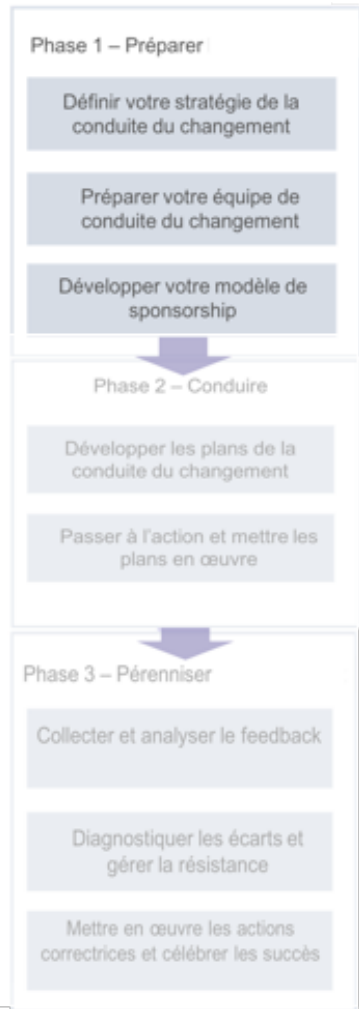 Phase 1 – Préparer
Définir votre stratégie de la
conduite du changement
Préparer votre équipe de
conduite du changement
Développer votre modèle de
sponsorship
Phase 2 – Conduire
Développer les plans de la
conduite du changement
Passer à l'action et mettre les
plans en œuvre
Phase 3 – Pérenniser
Collecter et analyser le feedback
Diagnostiquer les écarts et
gérer la résistance
Mettre en œuvre les actions
correctrices et célébrer les succès